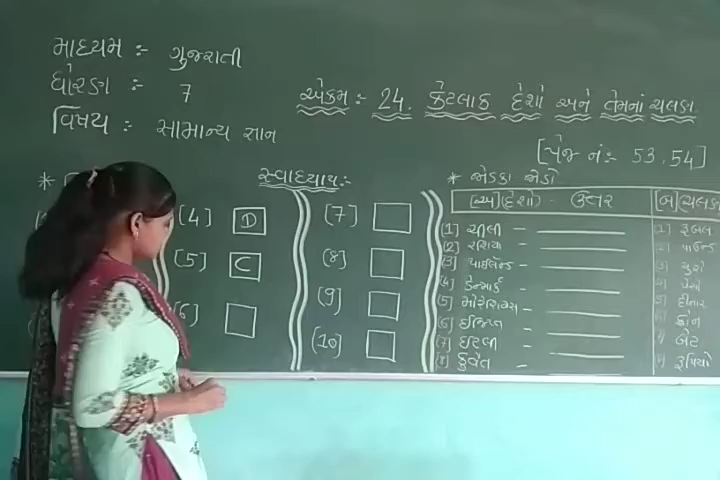 માધ્યમ :- ગુજરાતી
ધોરણ :- 7
વિષય :- સામાન્ય જ્ઞાન
એકમ :- 24. કેટલાક દેશો અને તેમનાં ચલણ
[પેજ નં:- 53,54]
સ્વાધ્યાય:-
*
[4] D
[5] C
[6]
[7]
[8]
[9]
[10]
* જોડકા જોડો
[અ](દેશો) - ઉત્તર [બ]ચલણ
[1] ચીલી - [1] રૂબલ
[2] રશિયા - [2] પાઉન્ડ
[3] થાઇલેન્ડ - [3] યુરો
[4] ડેન્માર્ક - [4] પેસો
[5] મોરેશિયસ - [5] દીનાર
[6] ઈજીપ્ત - [6] ક્રોન
[7] ઇટલી - [7] બેટ
[8] કુવૈત - [8] રૂપિયો